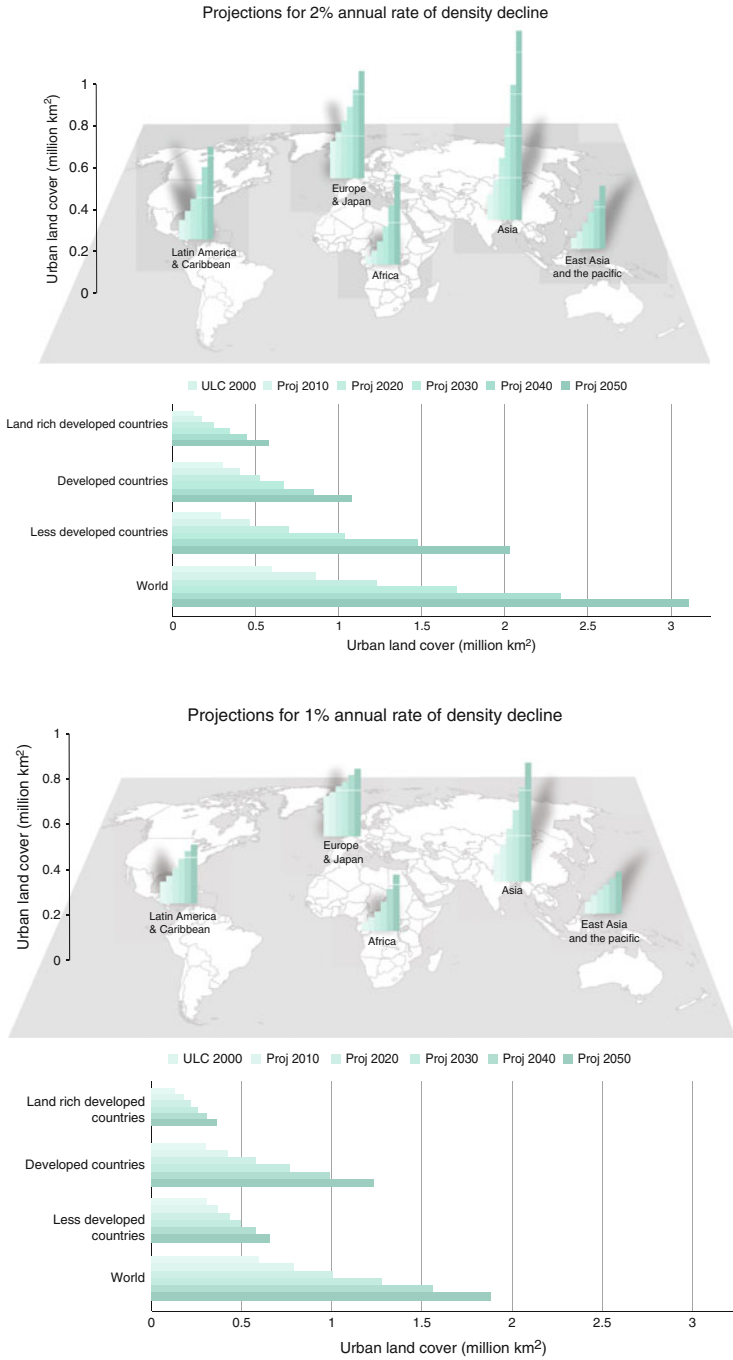 Projections for 2% annual rate of density decline
Urban land cover (million km2)
1
0.8
0.6
0.4
0.2
0
Europe
& Japan
Asia
Latin America
& Caribbean
Africa
East Asia
and the pacific
ULC 2000 Proj 2010 Proj 2020 Proj 2030 Proj 2040 Proj 2050
Land rich developed countries
Developed countries
Less developed countries
World
0 0.5 1 1.5 2 2.5 3
Urban land cover (million km2)
Projections for 1% annual rate of density decline
Urban land cover (million km2)
1
0.8
0.6
0.4
0.2
0
Europe
& Japan
Asia
Latin America
& Caribbean
Africa
East Asia
and the pacific
ULC 2000 Proj 2010 Proj 2020 Proj 2030 Proj 2040 Proj 2050
Land rich developed
countries
Developed countries
Less developed
countries
World
0 0.5 1 1.5 2 2.5 3
Urban land cover (million km2)